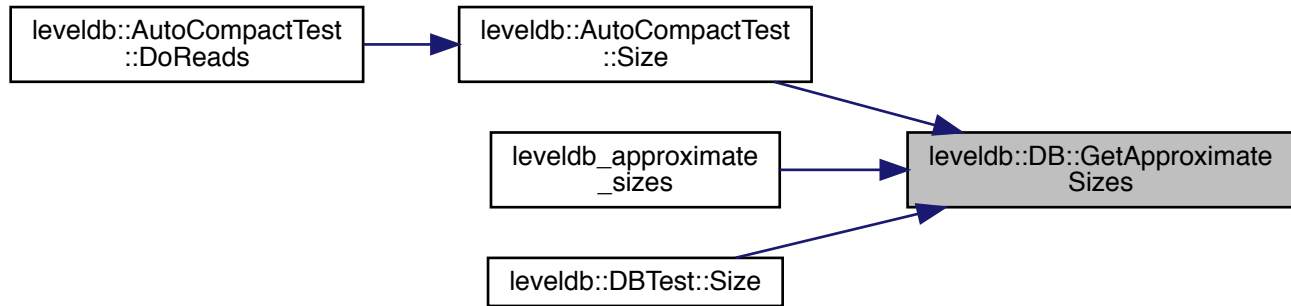 leveldb::AutoCompactTest
::DoReads
leveldb::AutoCompactTest
::Size
leveldb_approximate
_sizes
leveldb::DB::GetApproximate
Sizes
leveldb::DBTest::Size